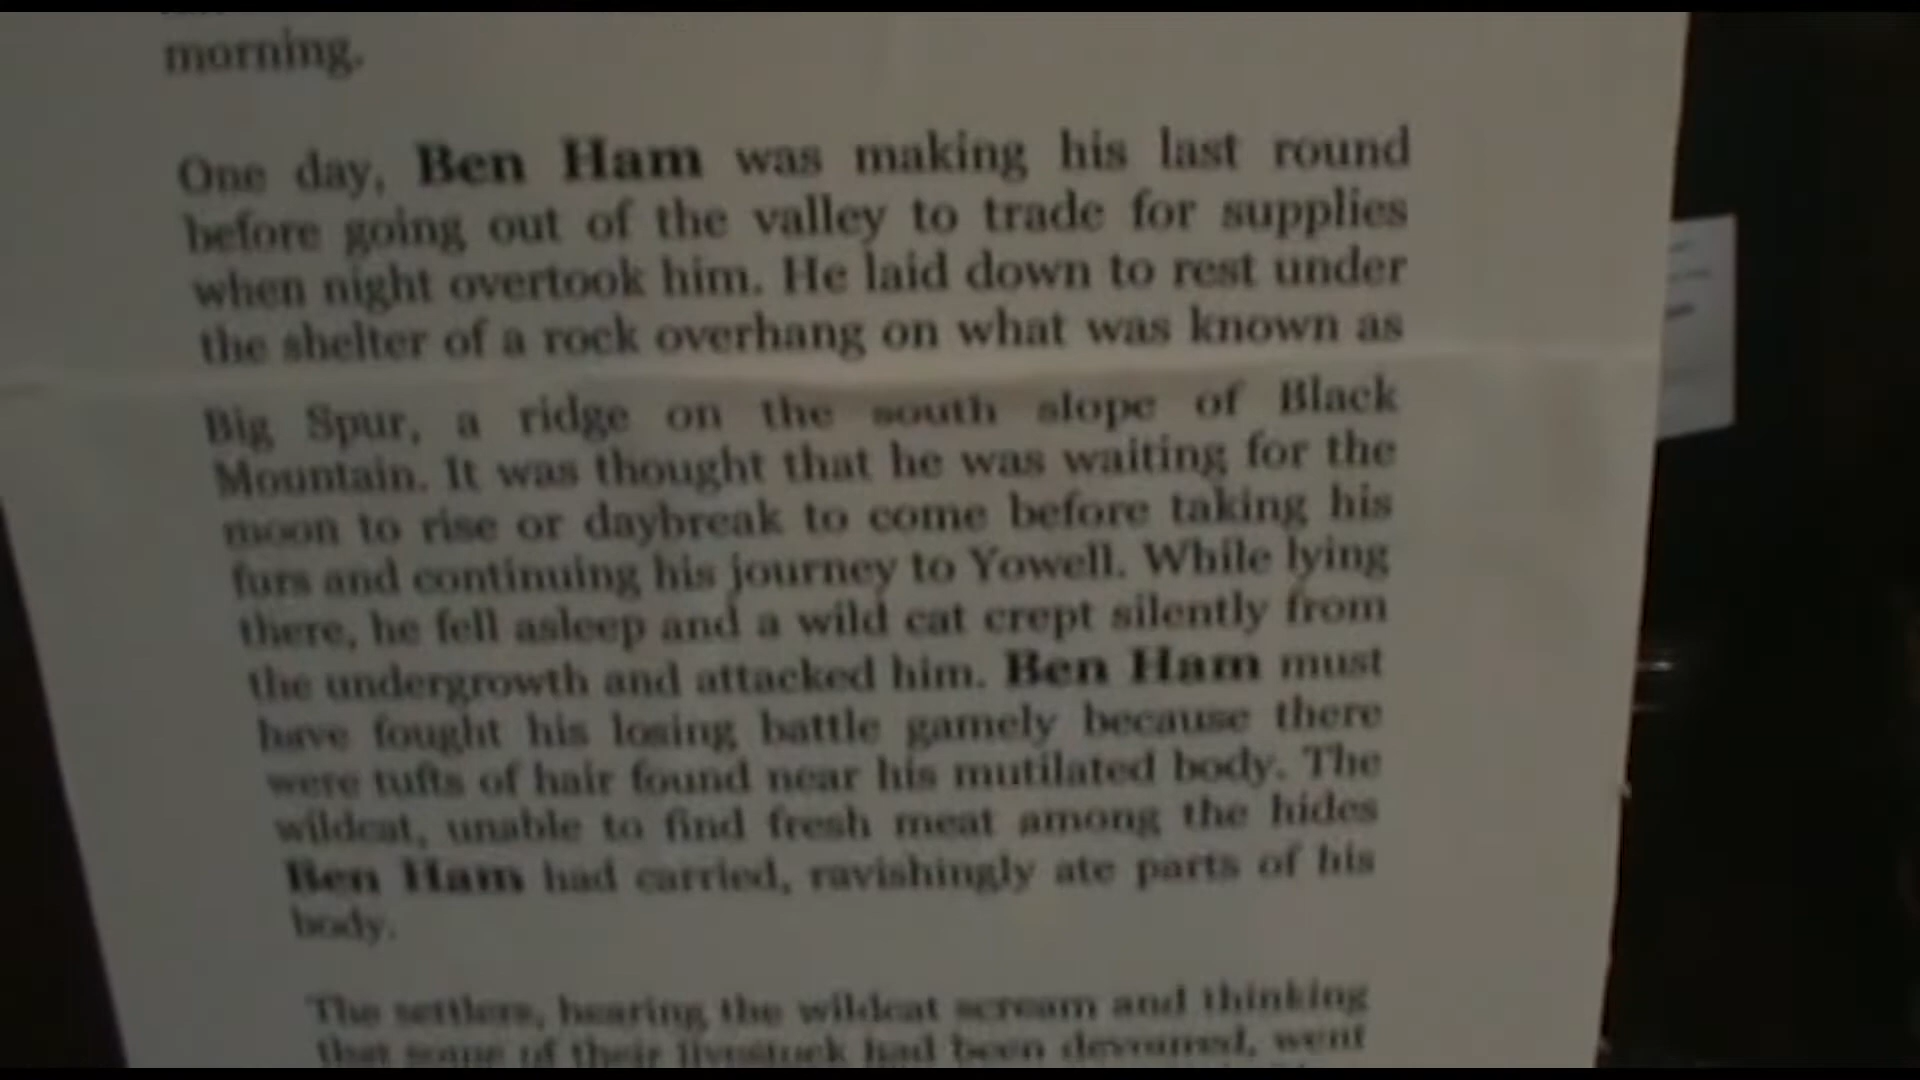 morning.
One day, Ben Ham was making his last round
before going out of the valley to trade for supplies
when night overtook him. He laid down to rest under
the shelter of a rock overhang on what was known as
Big Spur, a ridge on the south slope of Black
Mountain. It was thought that he was waiting for the
moon to rise or daybreak to come before taking his
furs and continuing his journey to Yowell. While lying
there, he fell asleep and a wild cat crept silently from
the undergrowth and attacked him. Ben Ham must
have fought his losing battle gamely because there
were tufts of hair found near his mutilated body. The
wildcat, unable to find fresh meat among the hides
Ben Ham had carried, ravishingly ate parts of his
body.
The settlers, hearing the wildcat scream and thinking
that some of their livestock had been devoured, went